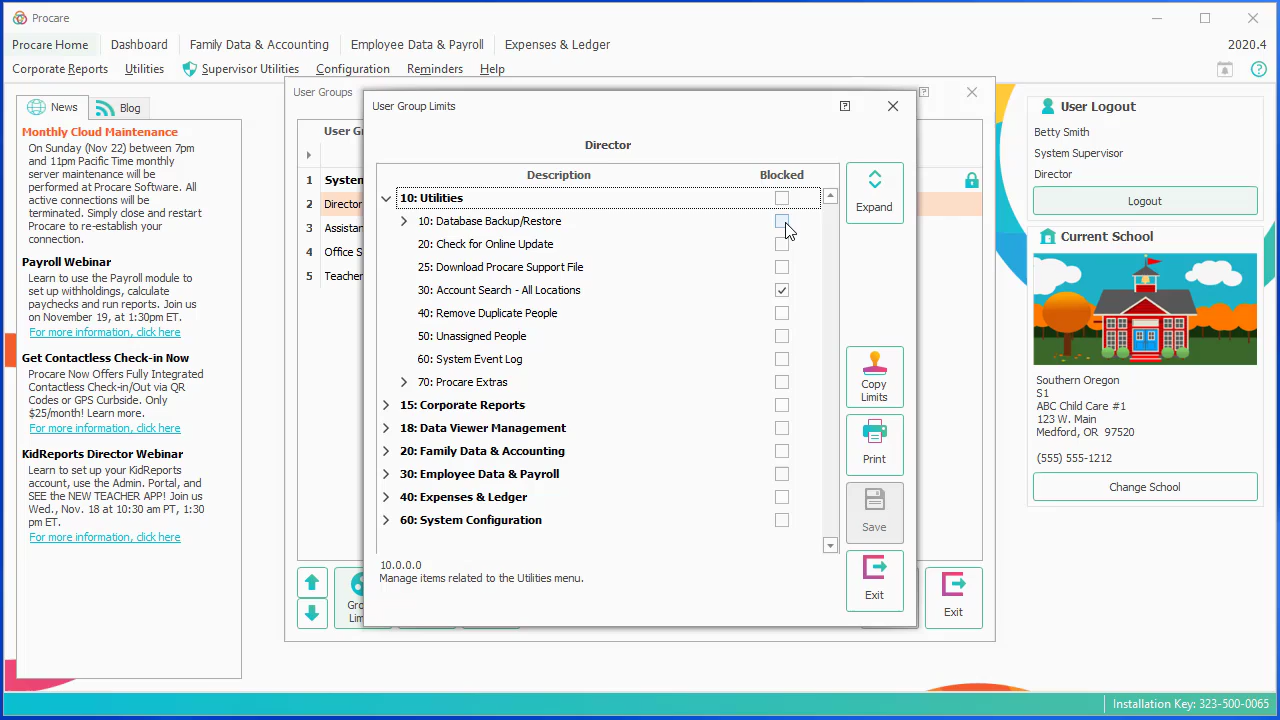 Procare
Procare Home Dashboard Family Data & Accounting Employee Data & Payroll Expenses & Ledger 2020.4
Corporate Reports Utilities Supervisor Utilities Configuration Reminders Help
News Blog
Monthly Cloud Maintenance
On Sunday (Nov 22) between 7pm
and 11pm Pacific Time monthly
server maintenance will be
performed at Procare Software. All
active connections will be
terminated. Simply close and restart
Procare to re-establish your
connection.
Payroll Webinar
Learn to use the Payroll module to
set up withholdings, calculate
paychecks and run reports. Join us
on November 19, at 1:30pm ET.
For more information, click here
Get Contactless Check-in Now
Procare Now Offers Fully Integrated
Contactless Check-in/Out via QR
Codes or GPS Curbside. Only
$25/month! Learn more.
For more information, click here
KidReports Director Webinar
Learn to set up your KidReports
account, use the Admin. Portal, and
SEE the NEW TEACHER APP! Join us
Wed., Nov. 18 at 10:30 am PT, 1:30
pm ET.
For more information, click here
User Groups
User Gr
1 System
2 Director
3 Assistan
4 Office S
5 Teacher
Gro
Lim
Exit
User Group Limits
Director
Description Blocked
10: Utilities
10: Database Backup/Restore
20: Check for Online Update
25: Download Procare Support File
30: Account Search - All Locations
40: Remove Duplicate People
50: Unassigned People
60: System Event Log
70: Procare Extras
15: Corporate Reports
18: Data Viewer Management
20: Family Data & Accounting
30: Employee Data & Payroll
40: Expenses & Ledger
60: System Configuration
10.0.0.0
Manage items related to the Utilities menu.
Expand
Copy
Limits
Print
Save
Exit
User Logout
Betty Smith
System Supervisor
Director
Logout
Current School
Southern Oregon
S1
ABC Child Care #1
123 W. Main
Medford, OR 97520
(555) 555-1212
Change School
Installation Key: 323-500-0065